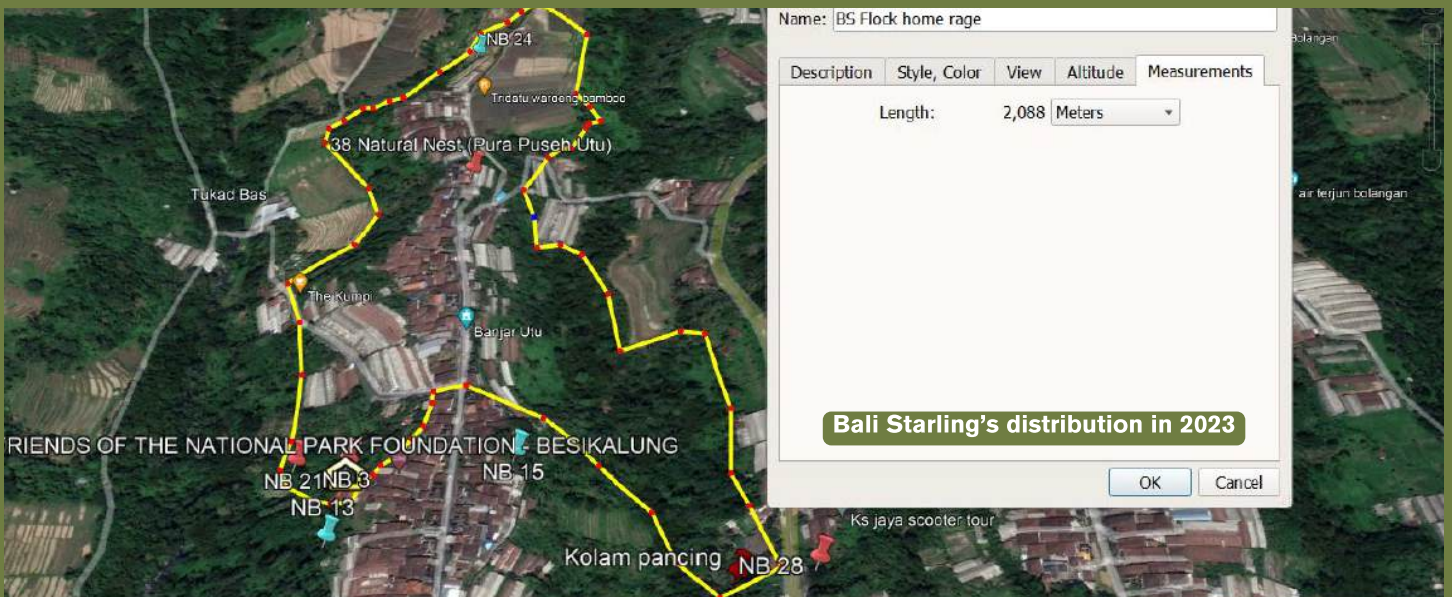 Name: BS Flock home rage
Description Style, Color View Altitude Measurements
Length: 2,088 Meters
NB 24
Tridatu waroeng bamboo
38 Natural Nest (Pura Puseh Utu)
Tukad Bas
The Kumpi
Banjar Utu
Bolangan
air terjun bolangan
Bali Starling's distribution in 2023
OK Cancel
RIENDS OF THE NATIONAL PARK FOUNDATION - BESIKALUNG
NB 15
NB 21
NB 3
NB 13
Ks jaya scooter tour
Kolam pancing
NB 28